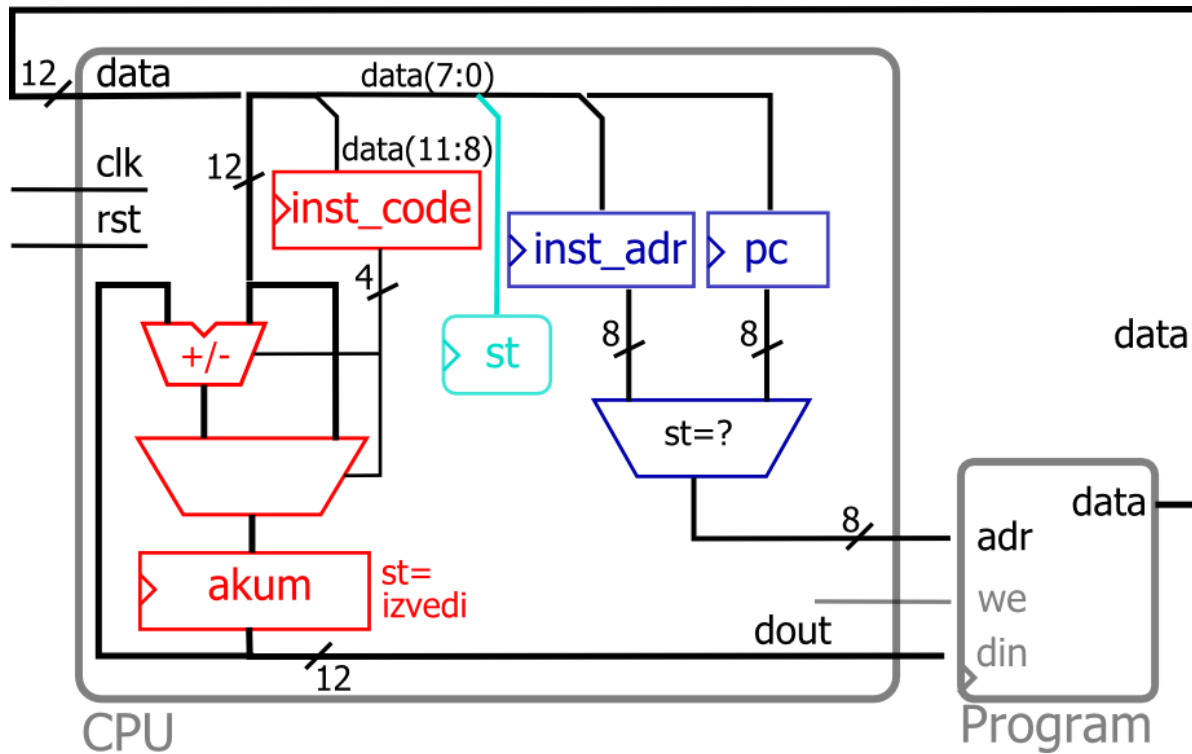 12
data
data(7:0)
clk
12
data(11:8)
rst
inst_code
inst_adr
pc
4
8
8
data
+/-
st
st=?
data
8
adr
akum
st=
izvedi
we
dout
din
12
CPU
Program